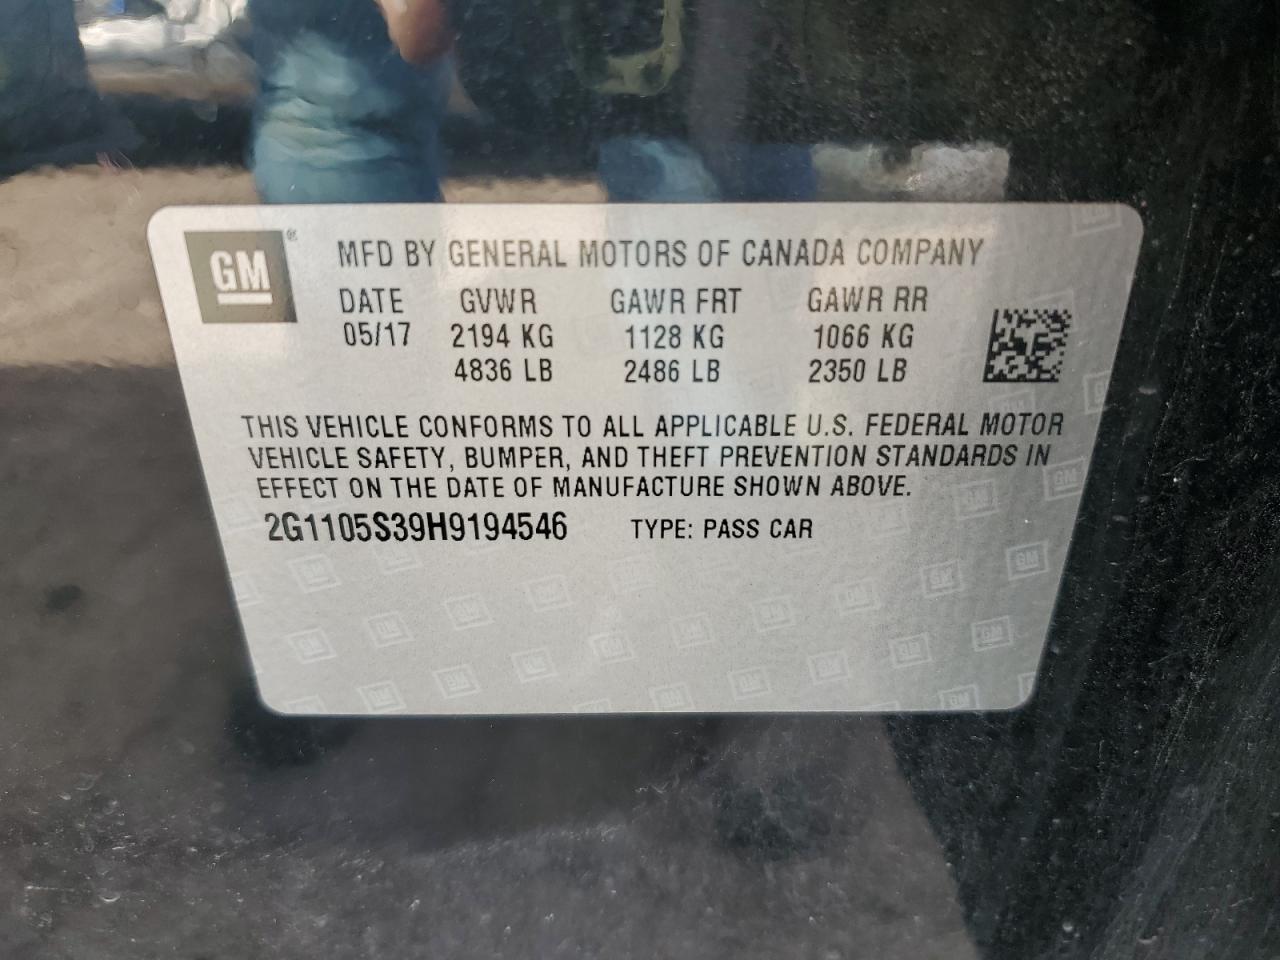 GM® MFD BY GENERAL MOTORS OF CANADA COMPANY
DATE GVWR GAWR FRT GAWR RR
05/17 2194 KG 1128 KG 1066 KG
4836 LB 2486 LB 2350 LB
THIS VEHICLE CONFORMS TO ALL APPLICABLE U.S. FEDERAL MOTOR
VEHICLE SAFETY, BUMPER, AND THEFT PREVENTION STANDARDS IN
EFFECT ON THE DATE OF MANUFACTURE SHOWN ABOVE.
2G1105S39H9194546 TYPE: PASS CAR